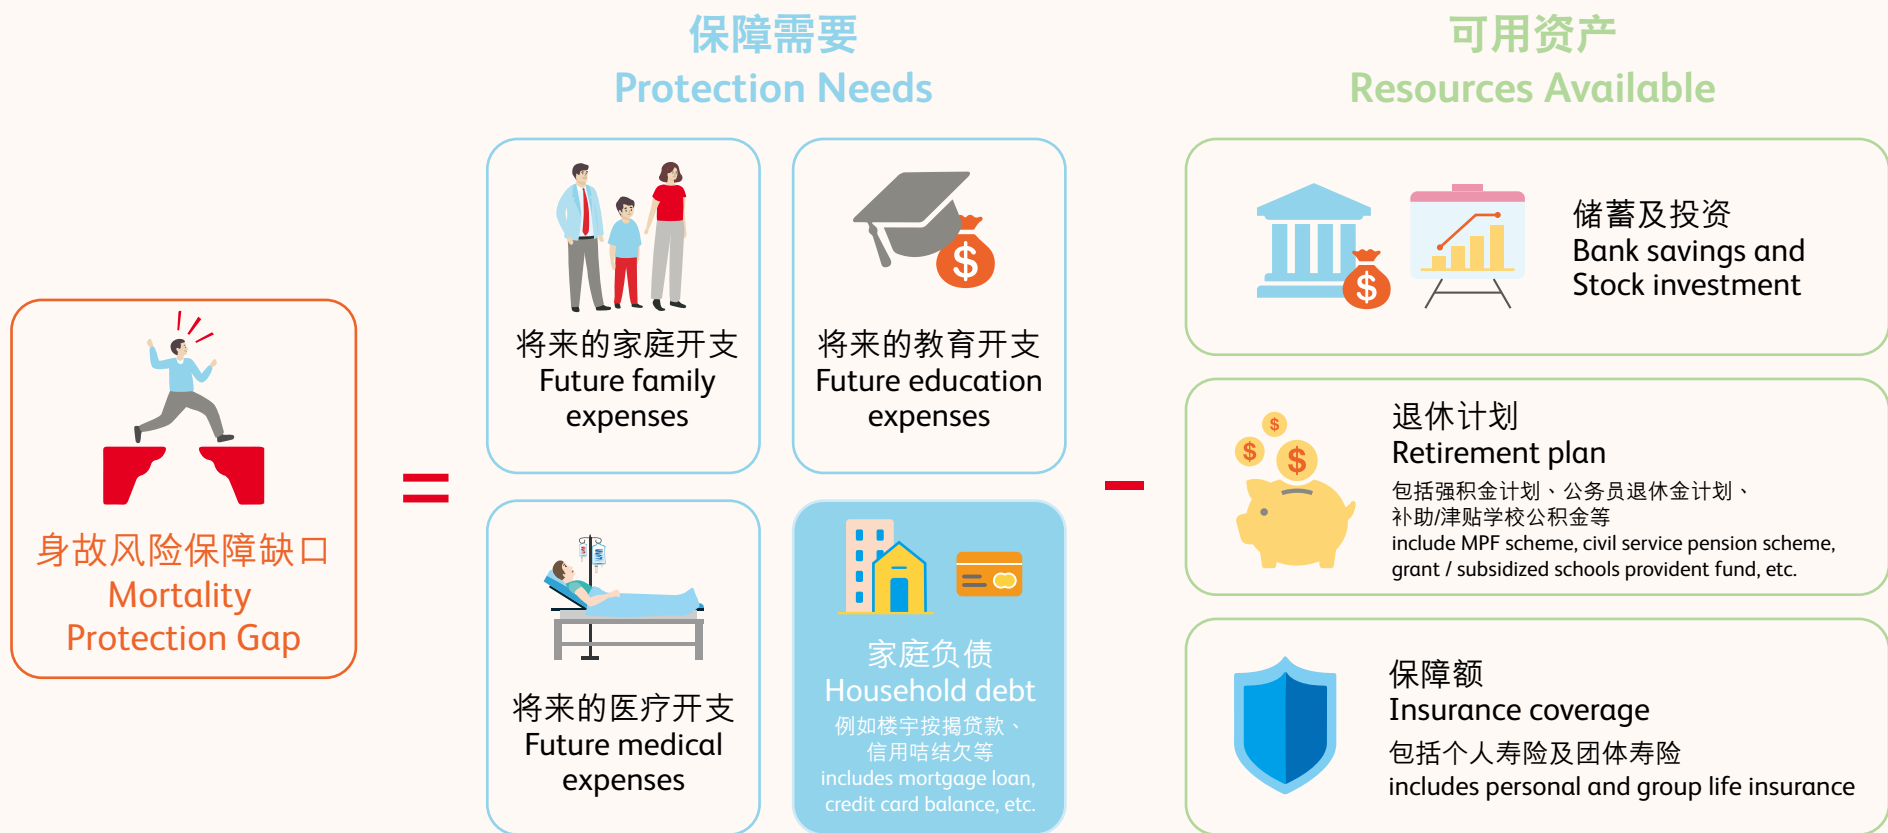 保障需要
Protection Needs
可用资产
Resources Available
身故风险保障缺口
Mortality
Protection Gap
=
将来的家庭开支
Future family
expenses
$
将来的教育开支
Future education
expenses
将来的医疗开支
Future medical
expenses
家庭负债
Household debt
例如楼宇按揭贷款、
信用咭结欠等
includes mortgage loan,
credit card balance, etc.
−
$
储蓄及投资
Bank savings and
Stock investment
$
$
$
退休计划
Retirement plan
包括强积金计划、公务员退休金计划、
补助/津贴学校公积金等
include MPF scheme, civil service pension scheme,
grant / subsidized schools provident fund, etc.
保障额
Insurance coverage
包括个人寿险及团体寿险
includes personal and group life insurance